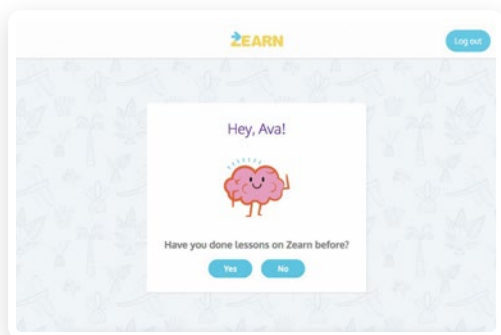 ZEARN
Log out
Hey, Ava!
Have you done lessons on Zearn before?
Yes No